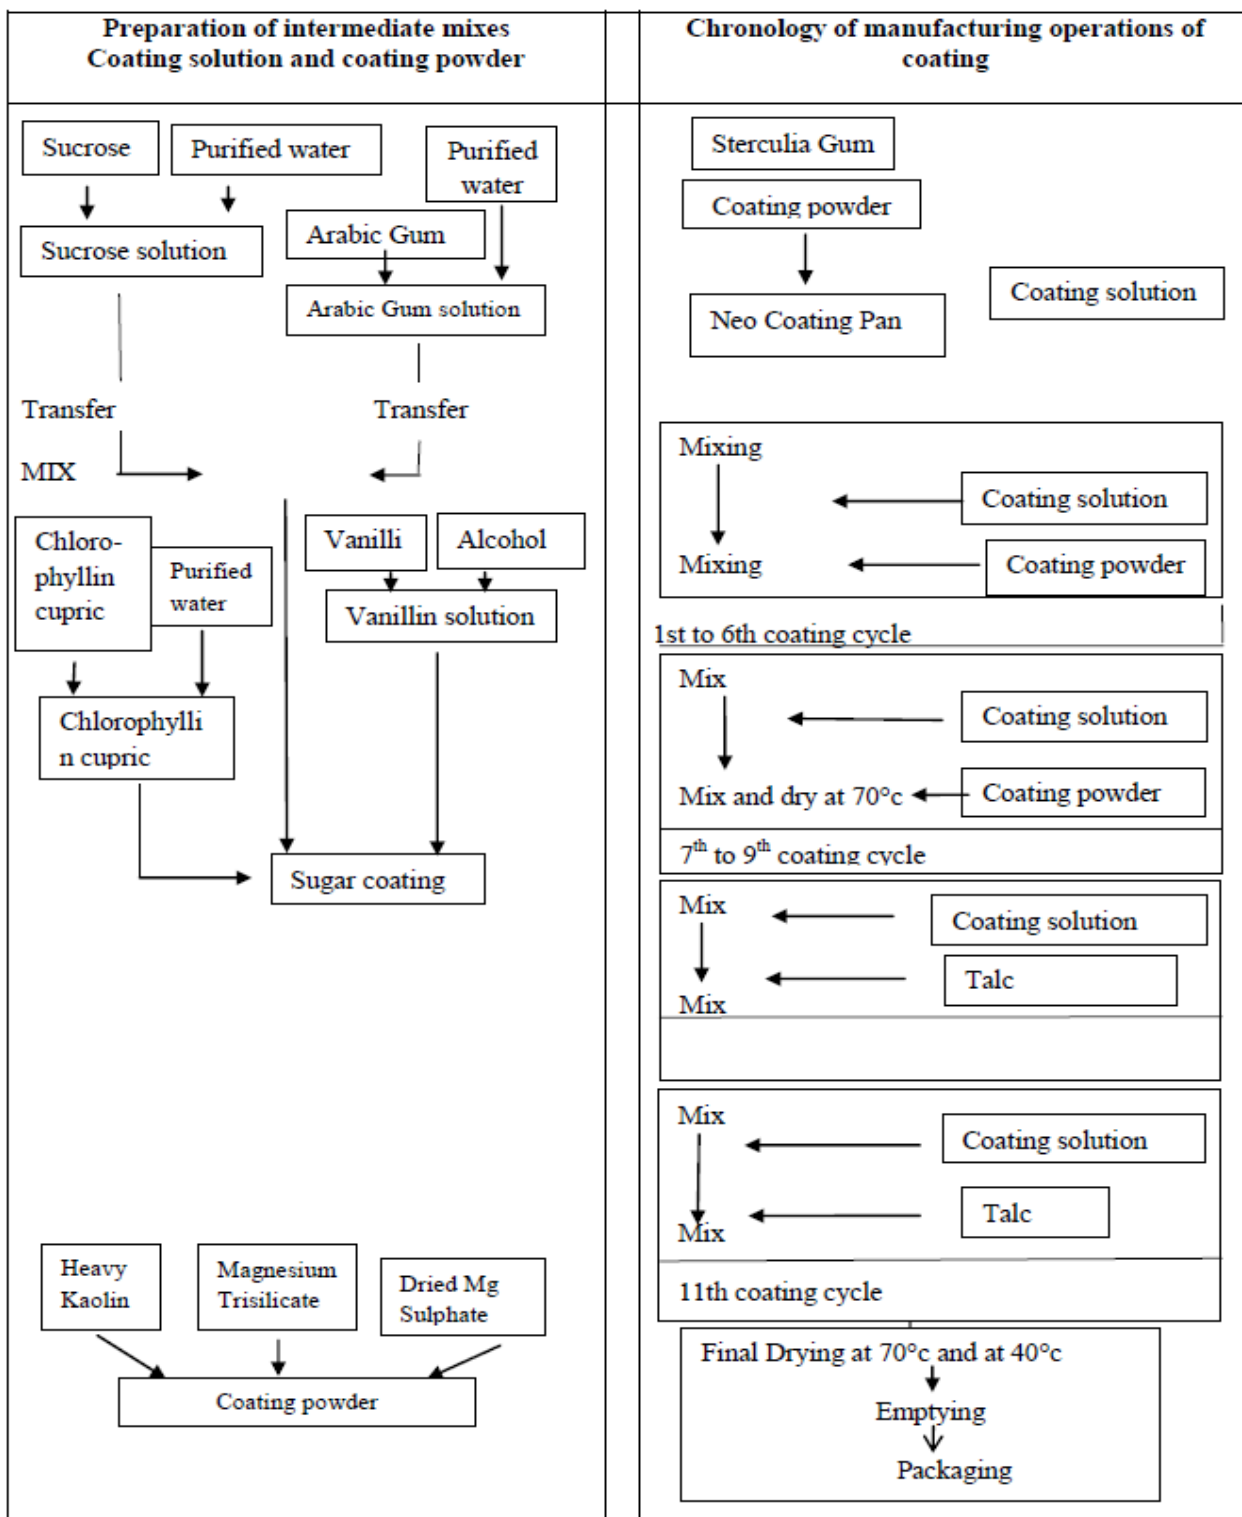 Preparation of intermediate mixes
Coating solution and coating powder
Sucrose
Purified water
Purified
water
Sucrose solution
Arabic Gum
Arabic Gum solution
Transfer
Transfer
MIX
Chloro-
phyllin
cupric
Purified
water
Vanilli
Alcohol
Vanillin solution
Chlorophylli
n cupric
Sugar coating
Heavy
Kaolin
Magnesium
Trisilicate
Dried Mg
Sulphate
Coating powder
Chronology of manufacturing operations of
coating
Sterculia Gum
Coating powder
Neo Coating Pan
Coating solution
Mixing
Coating solution
Mixing
Coating powder
1st to 6th coating cycle
Mix
Coating solution
Mix and dry at 70°c
Coating powder
7th to 9th coating cycle
Mix
Coating solution
Talc
Mix
Mix
Coating solution
Talc
Mix
11th coating cycle
Final Drying at 70°c and at 40°c
Emptying
Packaging